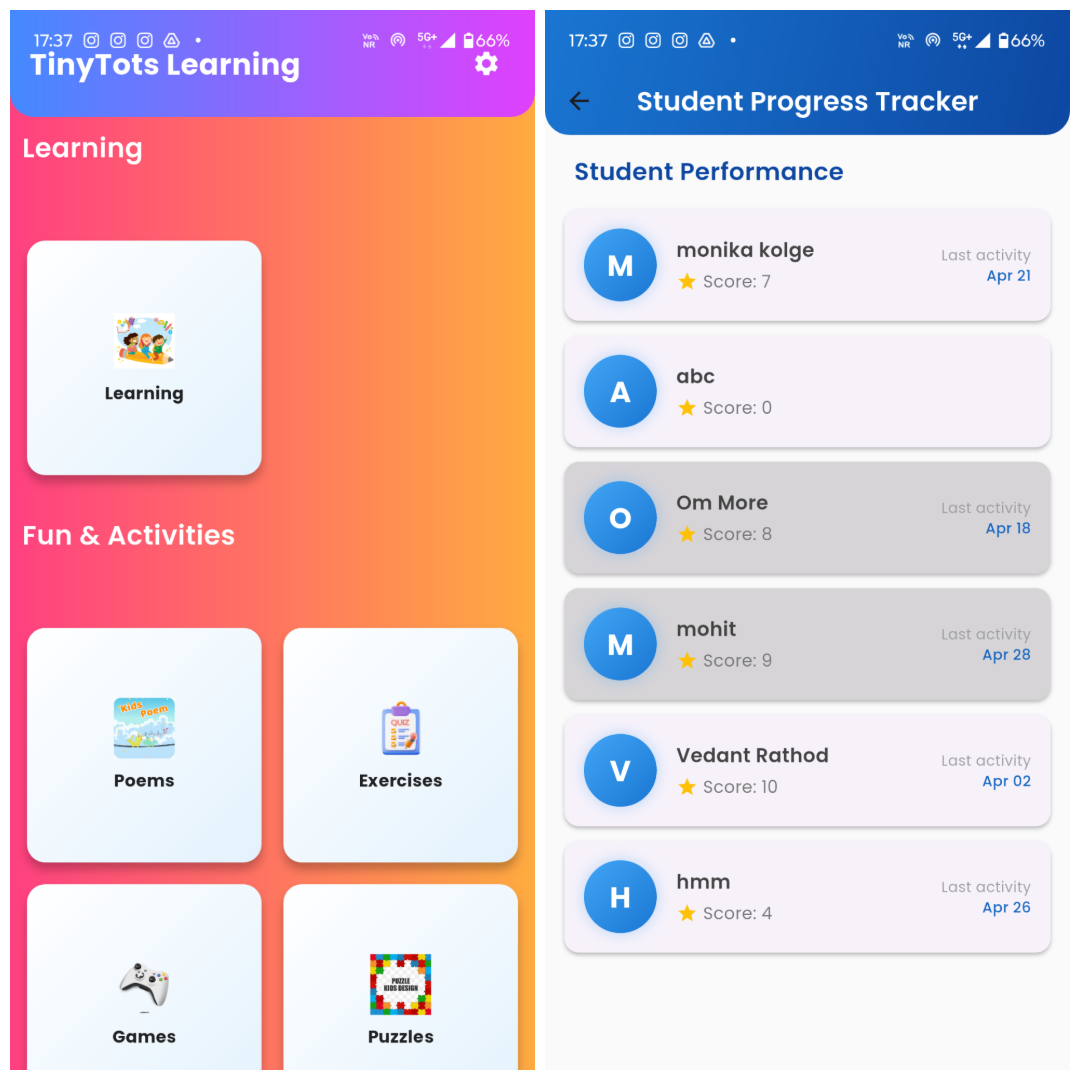 17:37
Vo NR 5G+ 66%
TinyTots Learning
Learning
Learning
Fun & Activities
Kids Poem
Poems
QUIZ
Exercises
Games
PUZZLE
KIDS DESIGN
Puzzles
17:37
Vo NR 5G+ 66%
Student Progress Tracker
Student Performance
M
monika kolge
Score: 7
Last activity
Apr 21
A
abc
Score: 0
O
Om More
Score: 8
Last activity
Apr 18
M
mohit
Score: 9
Last activity
Apr 28
V
Vedant Rathod
Score: 10
Last activity
Apr 02
H
hmm
Score: 4
Last activity
Apr 26